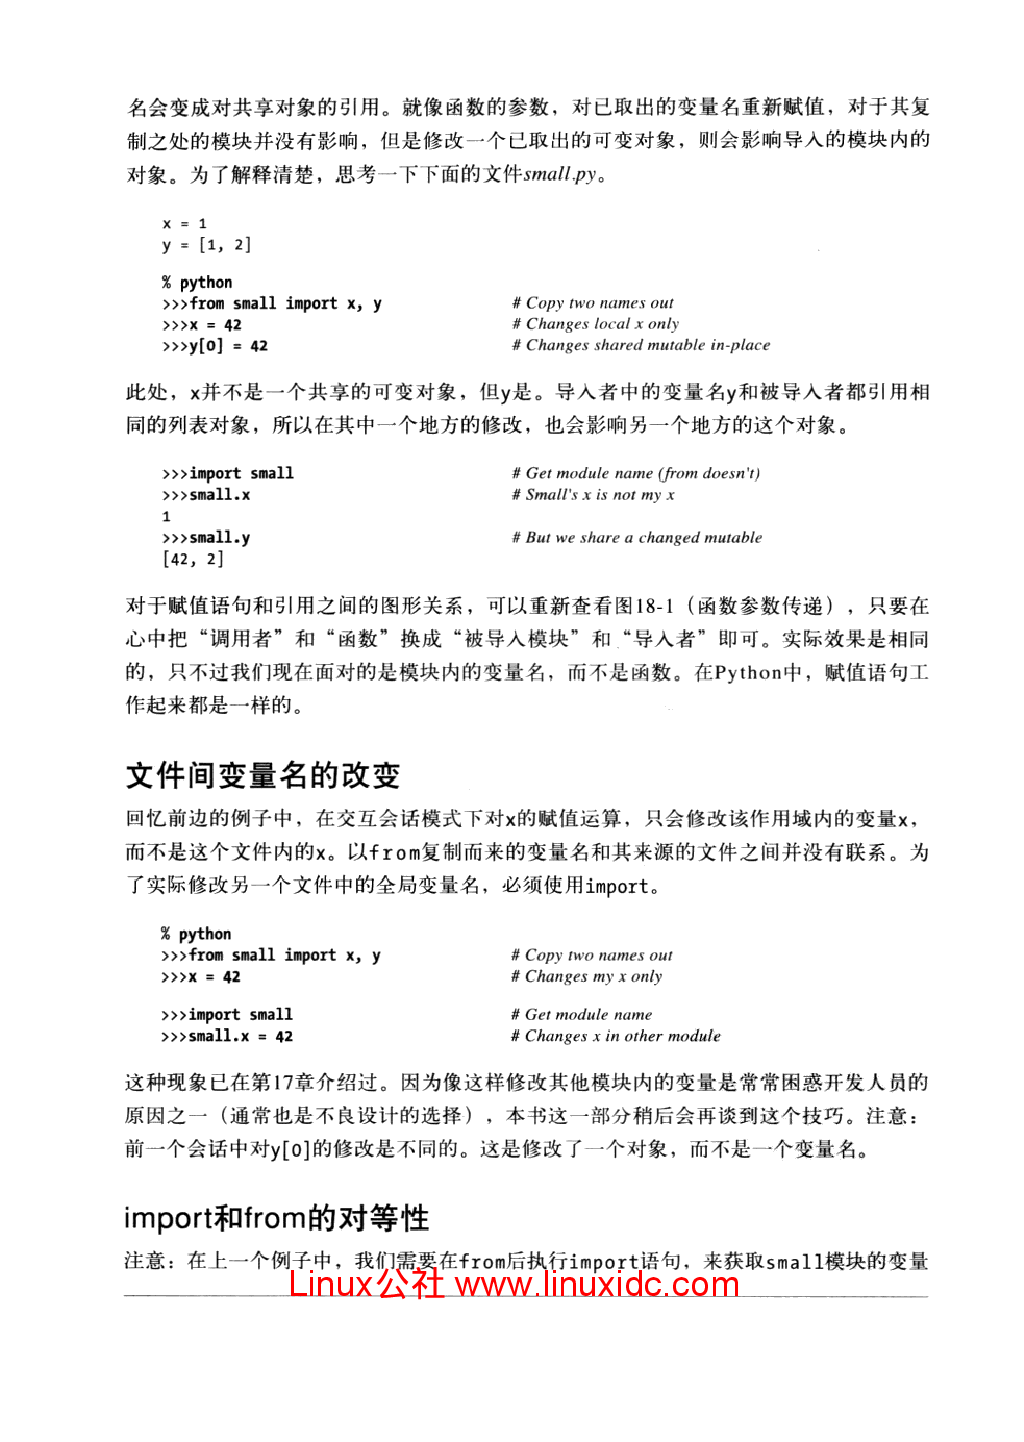 名会变成对共享对象的引用。就像函数的参数，对已取出的变量名重新赋值，对于其复
制之处的模块并没有影响，但是修改一个已取出的可变对象，则会影响导入的模块内的
对象。为了解释清楚，思考一下下面的文件small.py。
x = 1
y = [1, 2]
% python
>>>from small import x, y # Copy two names out
>>>x = 42 # Changes local x only
>>>y[0] = 42 # Changes shared mutable in-place
此处，x并不是一个共享的可变对象，但y是。导入者中的变量名y和被导入者都引用相
同的列表对象，所以在其中一个地方的修改，也会影响另一个地方的这个对象。
>>>import small # Get module name (from doesn't)
>>>small.x # Small's x is not my x
1
>>>small.y # But we share a changed mutable
[42, 2]
对于赋值语句和引用之间的图形关系，可以重新查看图18-1（函数参数传递），只要在
心中把“调用者”和“函数”换成“被导入模块”和“导入者”即可。实际效果是相同
的，只不过我们现在面对的是模块内的变量名，而不是函数。在Python中，赋值语句工
作起来都是一样的。
文件间变量名的改变
回忆前边的例子中，在交互会话模式下对x的赋值运算，只会修改该作用域内的变量x，
而不是这个文件内的x。以from复制而来的变量名和其来源的文件之间并没有联系。为
了实际修改另一个文件中的全局变量名，必须使用import。
% python
>>>from small import x, y # Copy two names out
>>>x = 42 # Changes my x only
>>>import small # Get module name
>>>small.x = 42 # Changes x in other module
这种现象已在第17章介绍过。因为像这样修改其他模块内的变量是常常困惑开发人员的
原因之一（通常也是不良设计的选择），本书这一部分稍后会再谈到这个技巧。注意：
前一个会话中对y[0]的修改是不同的。这是修改了一个对象，而不是一个变量名。
import和from的对等性
注意：在上一个例子中，我们需要在from后执行import语句，来获取small模块的变量
Linux公社 www.linuxidc.com